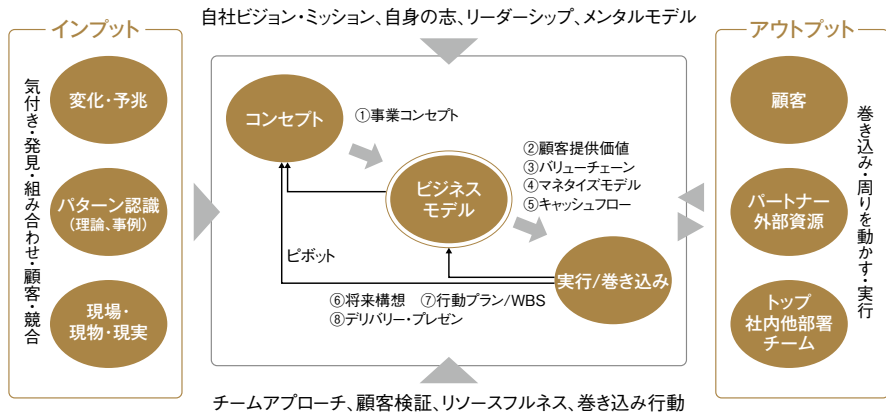 自社ビジョン・ミッション、自身の志、リーダーシップ、メンタルモデル
インプット
気付き・発見・組み合わせ・顧客・競合
変化・予兆
パターン認識
（理論、事例）
現場・
現物・現実
コンセプト
①事業コンセプト
ビジネス
モデル
②顧客提供価値
③バリューチェーン
④マネタイズモデル
⑤キャッシュフロー
ピボット
実行/巻き込み
⑥将来構想　⑦行動プラン/WBS
⑧デリバリー・プレゼン
アウトプット
顧客
パートナー
外部資源
トップ
社内他部署
チーム
巻き込み・周りを動かす・実行
チームアプローチ、顧客検証、リソースフルネス、巻き込み行動